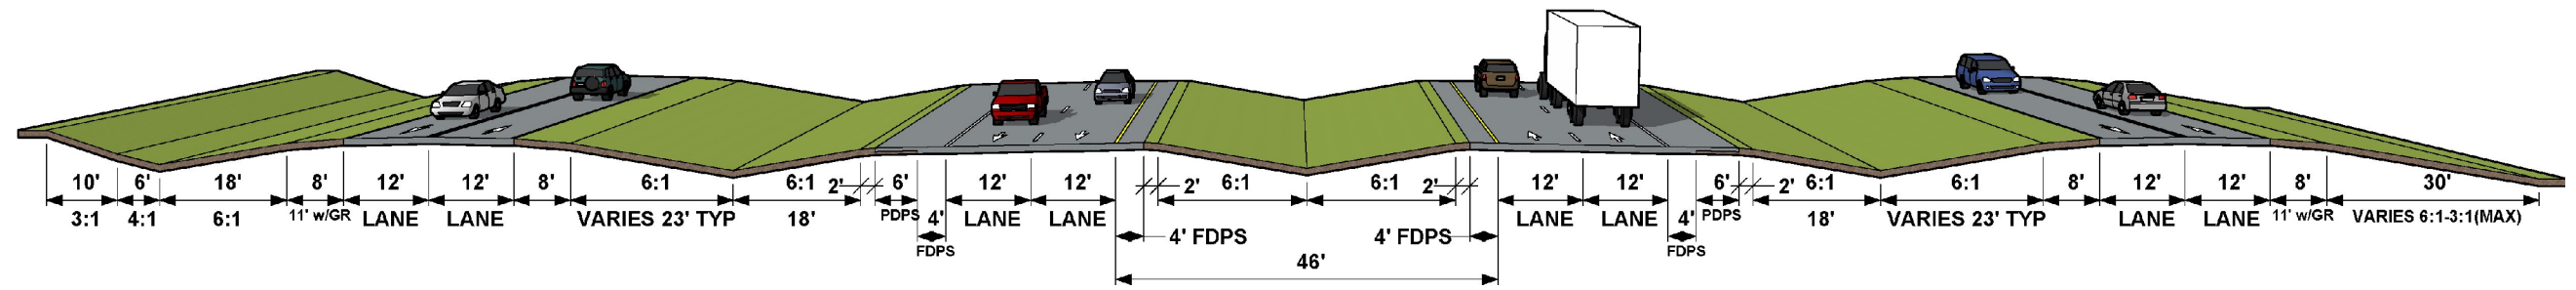 10' 6' 18' 8' 12' 12' 8' 6:1 6:1 2' 6' 12' 12' 2' 6:1 6:1 2' 12' 12' 6' 2' 6:1 6:1 8' 12' 12' 8' 30'
3:1 4:1 6:1 11' w/GR LANE LANE VARIES 23' TYP 18' PDPS 4' LANE LANE LANE LANE 4' PDPS 18' VARIES 23' TYP LANE LANE 11' w/GR VARIES 6:1-3:1(MAX)
FDPS 4' FDPS 4' FDPS FDPS
46'